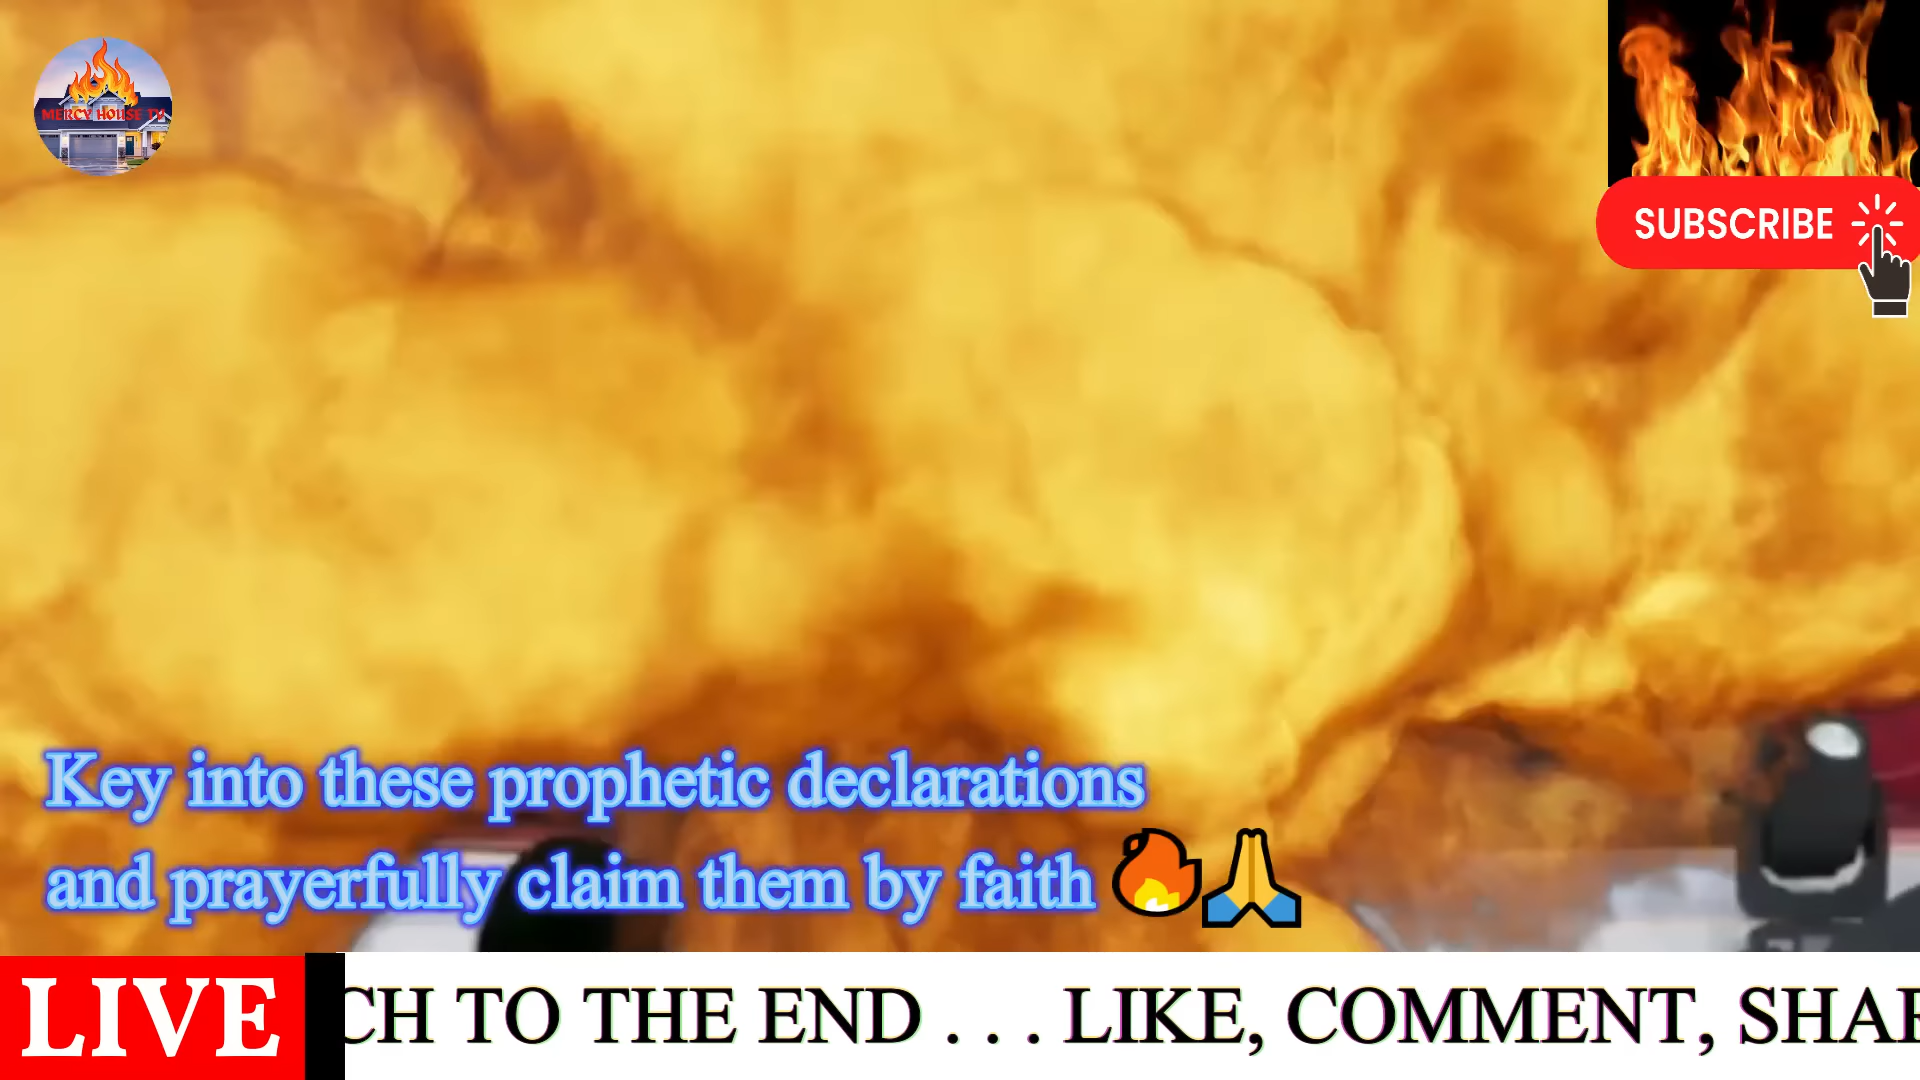 MERCY HOUSE TV
SUBSCRIBE
Key into these prophetic declarations
and prayerfully claim them by faith 🔥🙏
LIVE
CH TO THE END . . . LIKE, COMMENT, SHAR